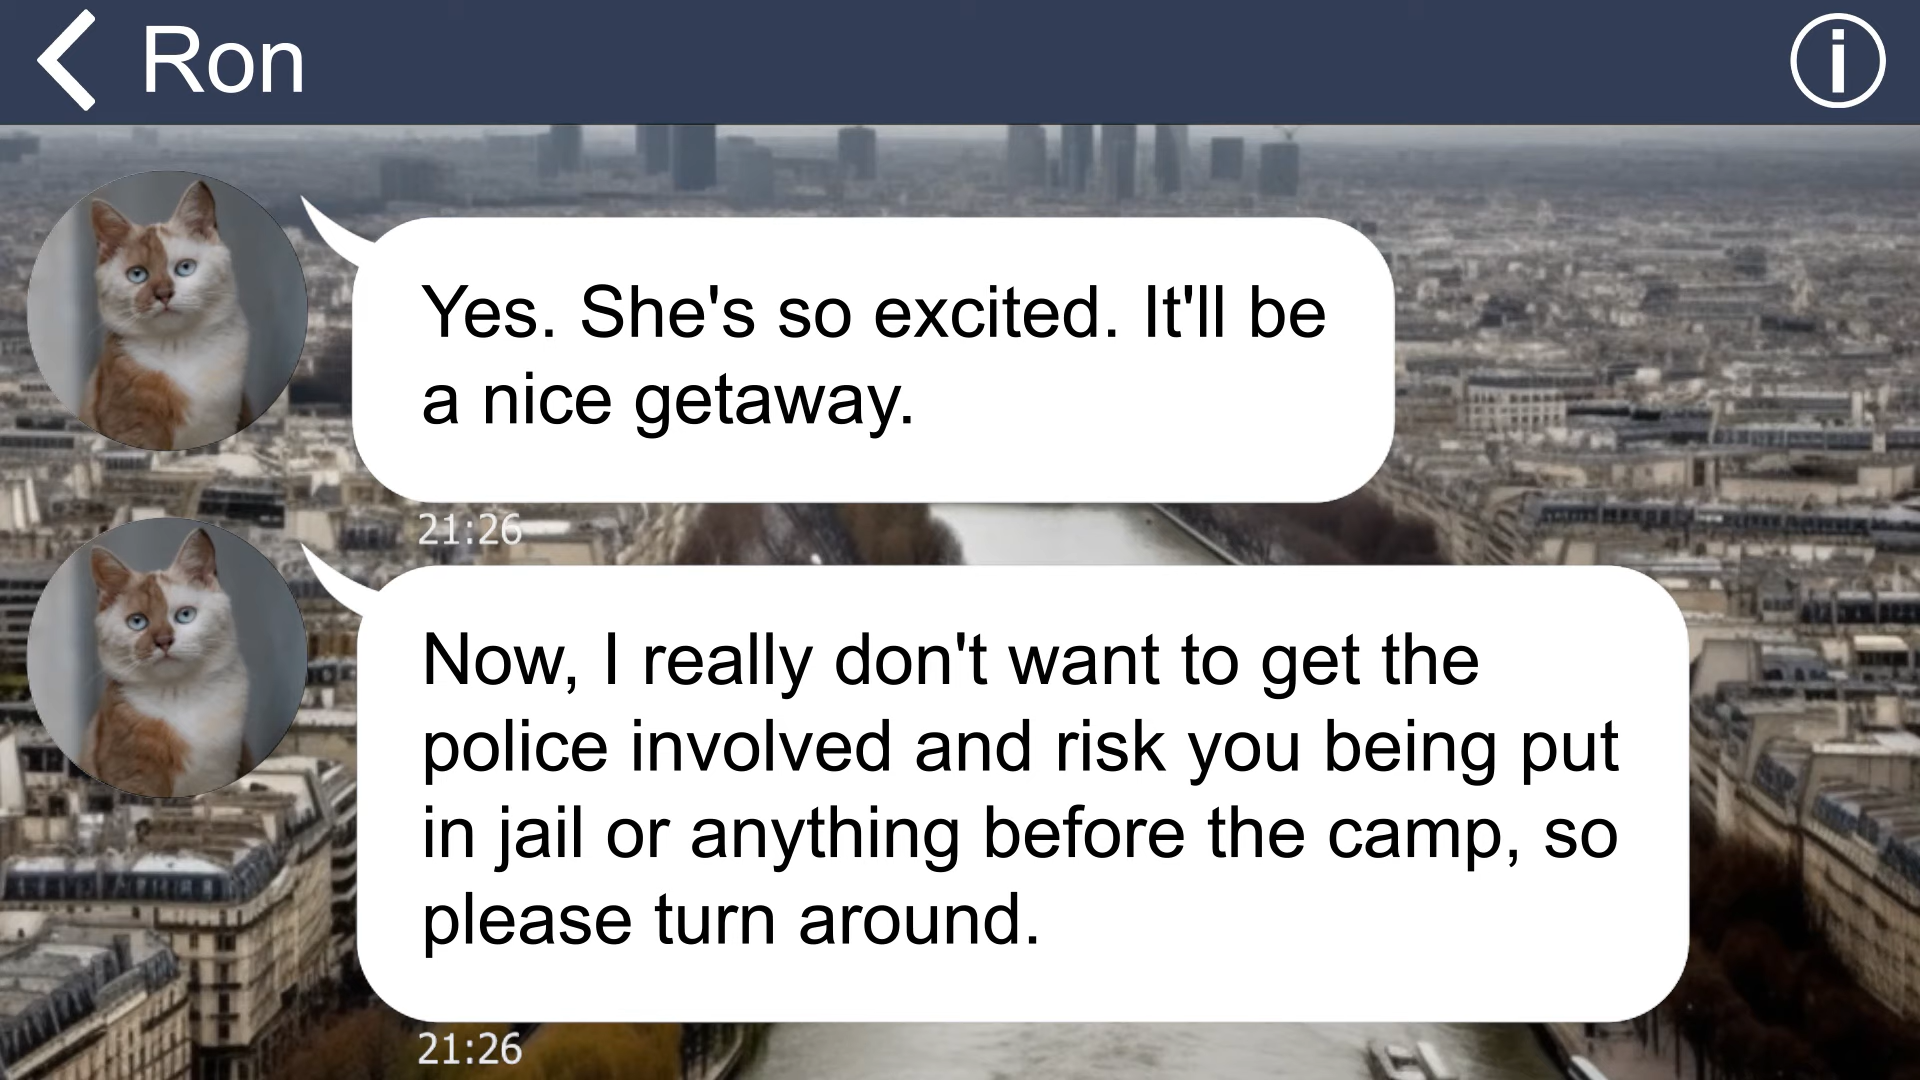 Ron
Yes. She's so excited. It'll be
a nice getaway.
21:26
Now, I really don't want to get the
police involved and risk you being put
in jail or anything before the camp, so
please turn around.
21:26